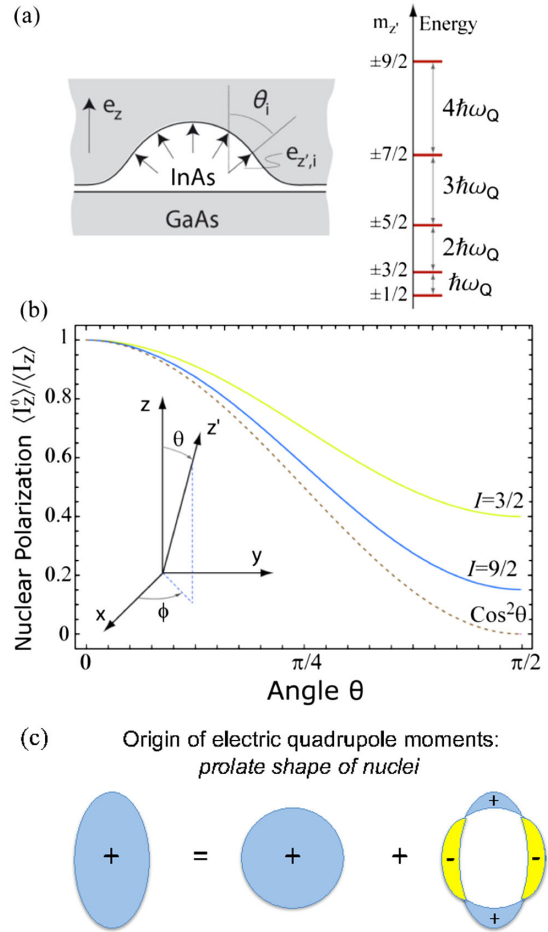 (a)
m_z' Energy
±9/2
4ħω_Q
±7/2
3ħω_Q
±5/2
2ħω_Q
±3/2
ħω_Q
±1/2
e_z
θ_i
e_z',i
InAs
GaAs
(b)
Nuclear Polarization ⟨I_z^0⟩/⟨I_z⟩
1
0.8
0.6
0.4
0.2
0
z
θ
z'
y
x
ϕ
I=3/2
I=9/2
Cos²θ
0
π/4
π/2
Angle θ
(c)
Origin of electric quadrupole moments:
prolate shape of nuclei
+ = + + + - - +